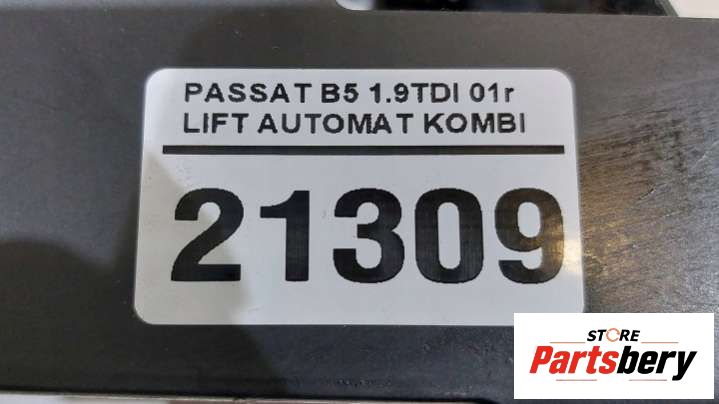 PASSAT B5 1.9TDI 01r
LIFT AUTOMAT KOMBI
21309
STORE
Partsbery